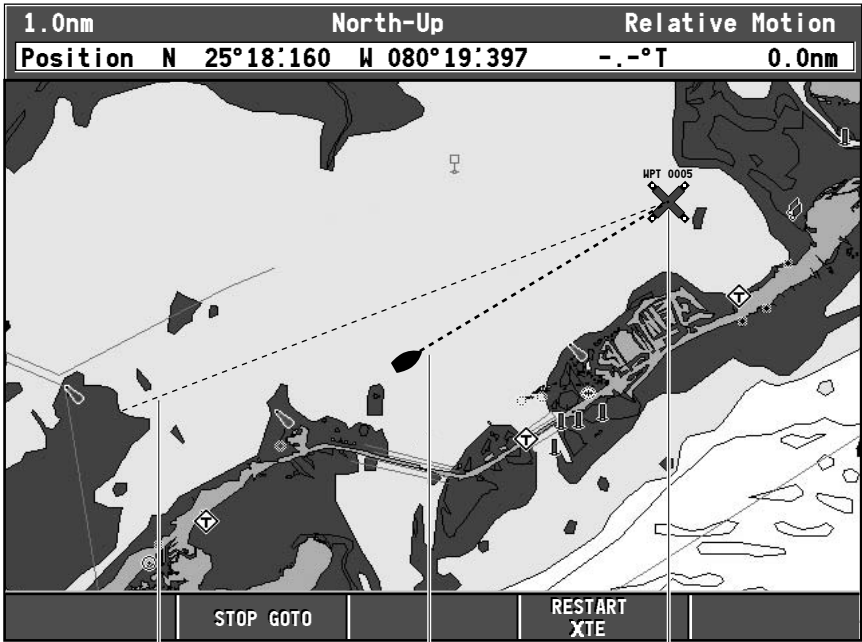 1.0nm North-Up Relative Motion
Position N 25°18.'160 W 080°19.'397 -.-°T 0.0nm
WPT 0005
T
T
T
STOP GOTO
RESTART
XTE